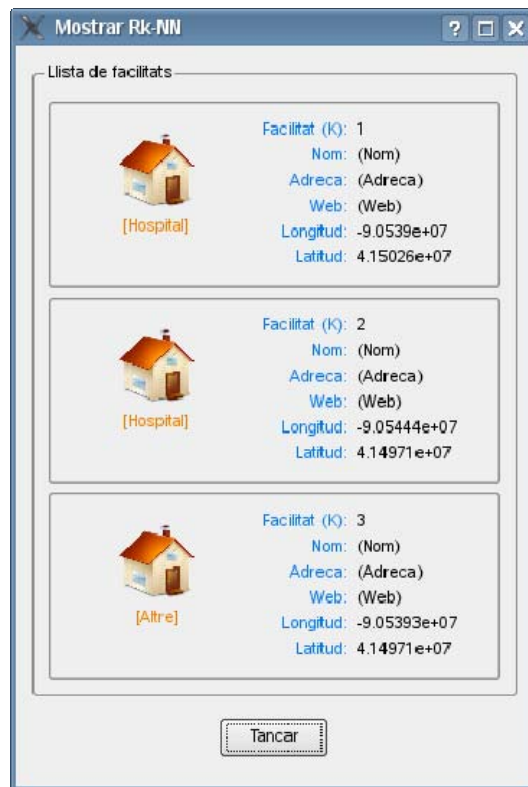 Mostrar Rk-NN
Llista de facilitats
Facilitat (K): 1
Nom: (Nom)
Adreca: (Adreca)
Web: (Web)
Longitud: -9.0539e+07
Latitud: 4.15026e+07
[Hospital]
Facilitat (K): 2
Nom: (Nom)
Adreca: (Adreca)
Web: (Web)
Longitud: -9.05444e+07
Latitud: 4.14971e+07
[Hospital]
Facilitat (K): 3
Nom: (Nom)
Adreca: (Adreca)
Web: (Web)
Longitud: -9.05393e+07
Latitud: 4.14971e+07
[Altre]
Tancar